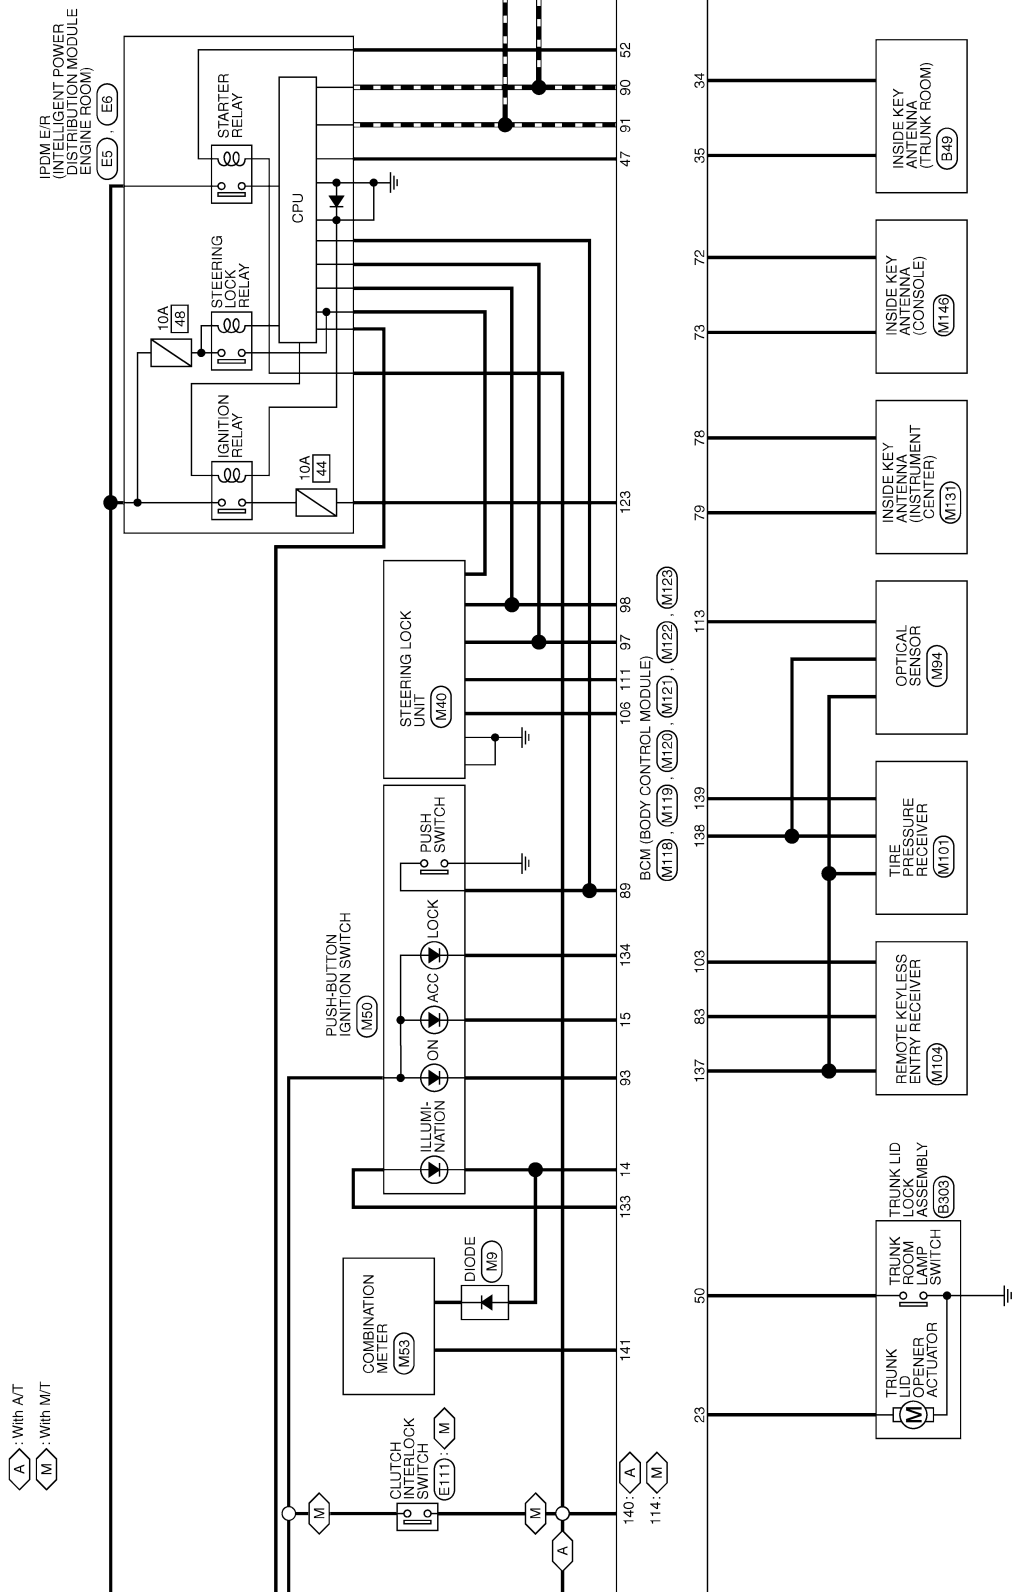 A : With A/T
M : With M/T
IPDM E/R
(INTELLIGENT POWER
DISTRIBUTION MODULE
ENGINE ROOM)
E5 , E6
STARTER
RELAY
CPU
STEERING
LOCK
RELAY
10A
48
IGNITION
RELAY
10A
44
STEERING LOCK
UNIT
M40
PUSH-BUTTON
IGNITION SWITCH
M50
PUSH
SWITCH
LOCK
ACC
ON
ILLUMI-
NATION
COMBINATION
METER
M53
DIODE
M9
CLUTCH
INTERLOCK
SWITCH
E111 : M
M
M
A
52
90
91
47
123
98
97
111
106
89
134
15
93
14
133
141
140 : A
114 : M
BCM (BODY CONTROL MODULE)
M118 , M119 , M120 , M121 , M122 , M123
34
35
72
73
78
79
113
139
138
103
83
137
50
23
INSIDE KEY
ANTENNA
(TRUNK ROOM)
B49
INSIDE KEY
ANTENNA
(CONSOLE)
M146
INSIDE KEY
ANTENNA
(INSTRUMENT
CENTER)
M131
OPTICAL
SENSOR
M94
TIRE
PRESSURE
RECEIVER
M101
REMOTE KEYLESS
ENTRY RECEIVER
M104
TRUNK LID
LOCK
ASSEMBLY
B303
TRUNK
ROOM
LAMP
SWITCH
TRUNK
LID
OPENER
ACTUATOR
M